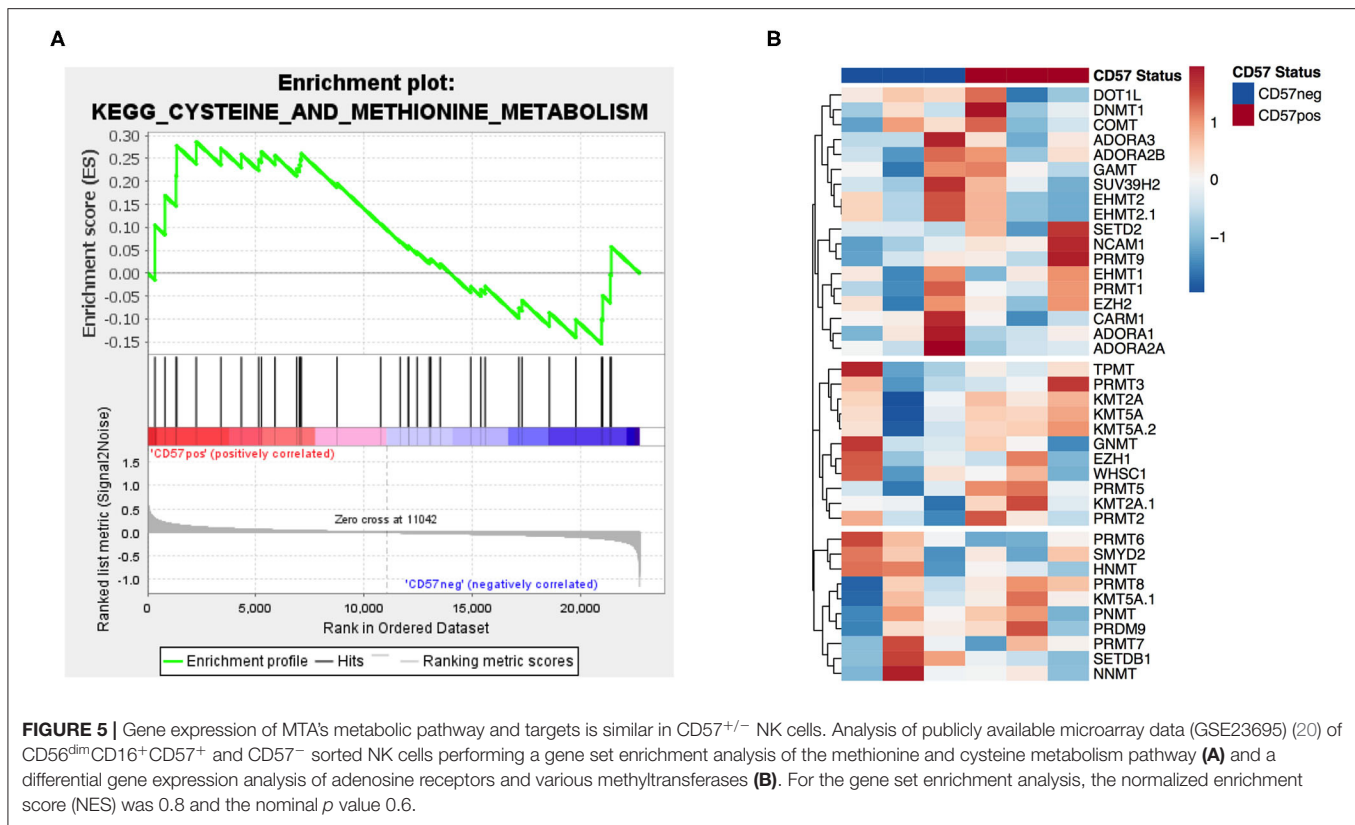 A
Enrichment plot:
KEGG_CYSTEINE_AND_METHIONINE_METABOLISM
Enrichment score (ES)
0.30
0.25
0.20
0.15
0.10
0.05
0.00
-0.05
-0.10
-0.15
'CD57pos' (positively correlated)
Ranked list metric (Signal2Noise)
1.5
1.0
0.5
0.0
-0.5
-1.0
Zero cross at 11042
'CD57neg' (negatively correlated)
0
5,000
10,000
15,000
20,000
Rank in Ordered Dataset
Enrichment profile
Hits
Ranking metric scores
B
CD57 Status
DOT1L
DNMT1
COMT
ADORA3
ADORA2B
GAMT
SUV39H2
EHMT2
EHMT2.1
SETD2
NCAM1
PRMT9
EHMT1
PRMT1
EZH2
CARM1
ADORA1
ADORA2A
TPMT
PRMT3
KMT2A
KMT5A
KMT5A.2
GNMT
EZH1
WHSC1
PRMT5
KMT2A.1
PRMT2
PRMT6
SMYD2
HNMT
PRMT8
KMT5A.1
PNMT
PRDM9
PRMT7
SETDB1
NNMT
1
0
−1
CD57 Status
CD57neg
CD57pos
FIGURE 5 | Gene expression of MTA's metabolic pathway and targets is similar in CD57+/− NK cells. Analysis of publicly available microarray data (GSE23695) (20) of
CD56dimCD16+CD57+ and CD57− sorted NK cells performing a gene set enrichment analysis of the methionine and cysteine metabolism pathway (A) and a
differential gene expression analysis of adenosine receptors and various methyltransferases (B). For the gene set enrichment analysis, the normalized enrichment
score (NES) was 0.8 and the nominal p value 0.6.